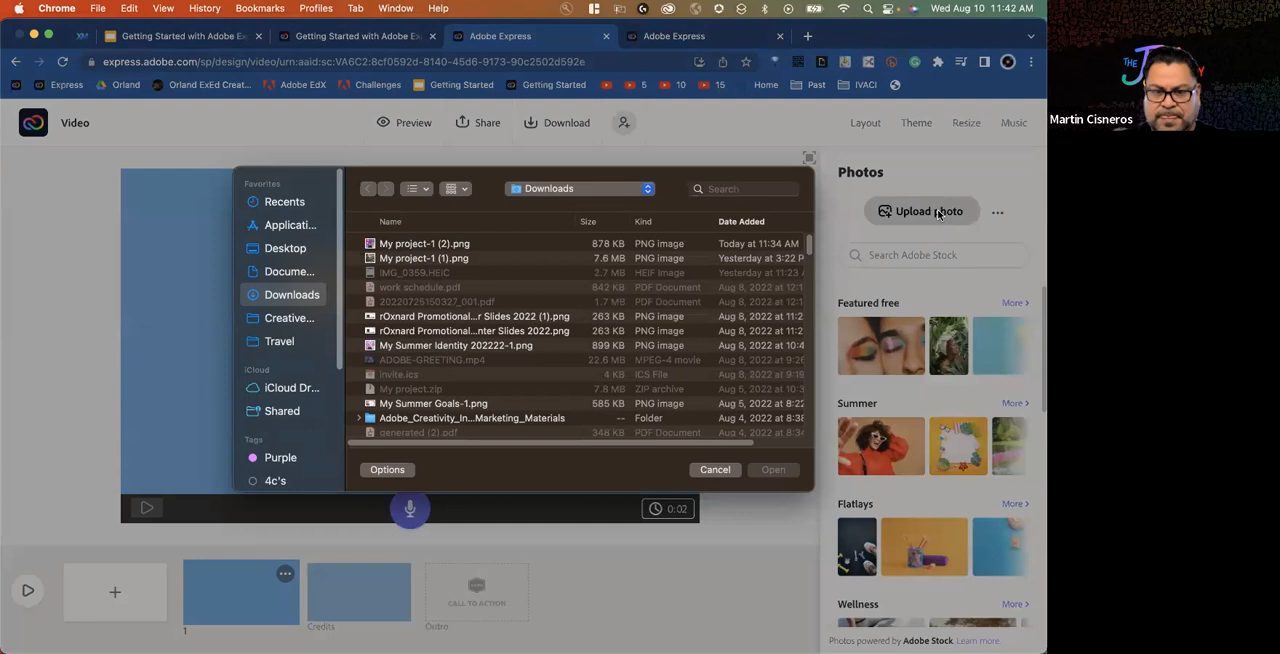 Chrome File Edit View History Bookmarks Profiles Tab Window Help Wed Aug 10 11:42 AM
Getting Started with Adobe Ex Getting Started with Adobe Ex Adobe Express Adobe Express
express.adobe.com/sp/design/video/urn:aaid:sc:VA6C2:8cf0592d-8140-45d6-9173-90c2502d592e
Express Orland Orland ExEd Creat... Adobe EdX Challenges Getting Started Getting Started 5 10 15 Home Past IVACI
Video Preview Share Download Layout Theme Resize Music
THE
Martin Cisneros
Photos
Upload photo
Search Adobe Stock
Featured free More
Summer More
Flatlays More
Wellness More
Photos powered by Adobe Stock. Learn more.
Favorites
Recents
Applicati...
Desktop
Docume...
Downloads
Creative...
Travel
iCloud
iCloud Dr...
Shared
Tags
Purple
4c's
Downloads Search
Name Size Kind Date Added
My project-1 (2).png 878 KB PNG image Today at 11:34 AM
My project-1 (1).png 7.6 MB PNG image Yesterday at 3:22 P
IMG_0359.HEIC 2.7 MB HEIF Image Yesterday at 11:23
work schedule.pdf 842 KB PDF Document Aug 8, 2022 at 12:1
20220725150327_001.pdf 1.7 MB PDF Document Aug 8, 2022 at 12:1
rOxnard Promotional...r Slides 2022 (1).png 263 KB PNG image Aug 8, 2022 at 11:2
rOxnard Promotional...nter Slides 2022.png 263 KB PNG image Aug 8, 2022 at 11:2
My Summer Identity 202222-1.png 899 KB PNG image Aug 8, 2022 at 10:4
ADOBE-GREETING.mp4 22.6 MB MPEG-4 movie Aug 8, 2022 at 9:26
invite.ics 4 KB ICS File Aug 8, 2022 at 9:19
My project.zip 7.8 MB ZIP archive Aug 5, 2022 at 10:3
My Summer Goals-1.png 585 KB PNG image Aug 5, 2022 at 8:22
Adobe_Creativity_In...Marketing_Materials -- Folder Aug 4, 2022 at 8:38
generated (2).pdf 348 KB PDF Document Aug 4, 2022 at 8:34
Options Cancel Open
0:02
CALL TO ACTION
1 Credits Outro